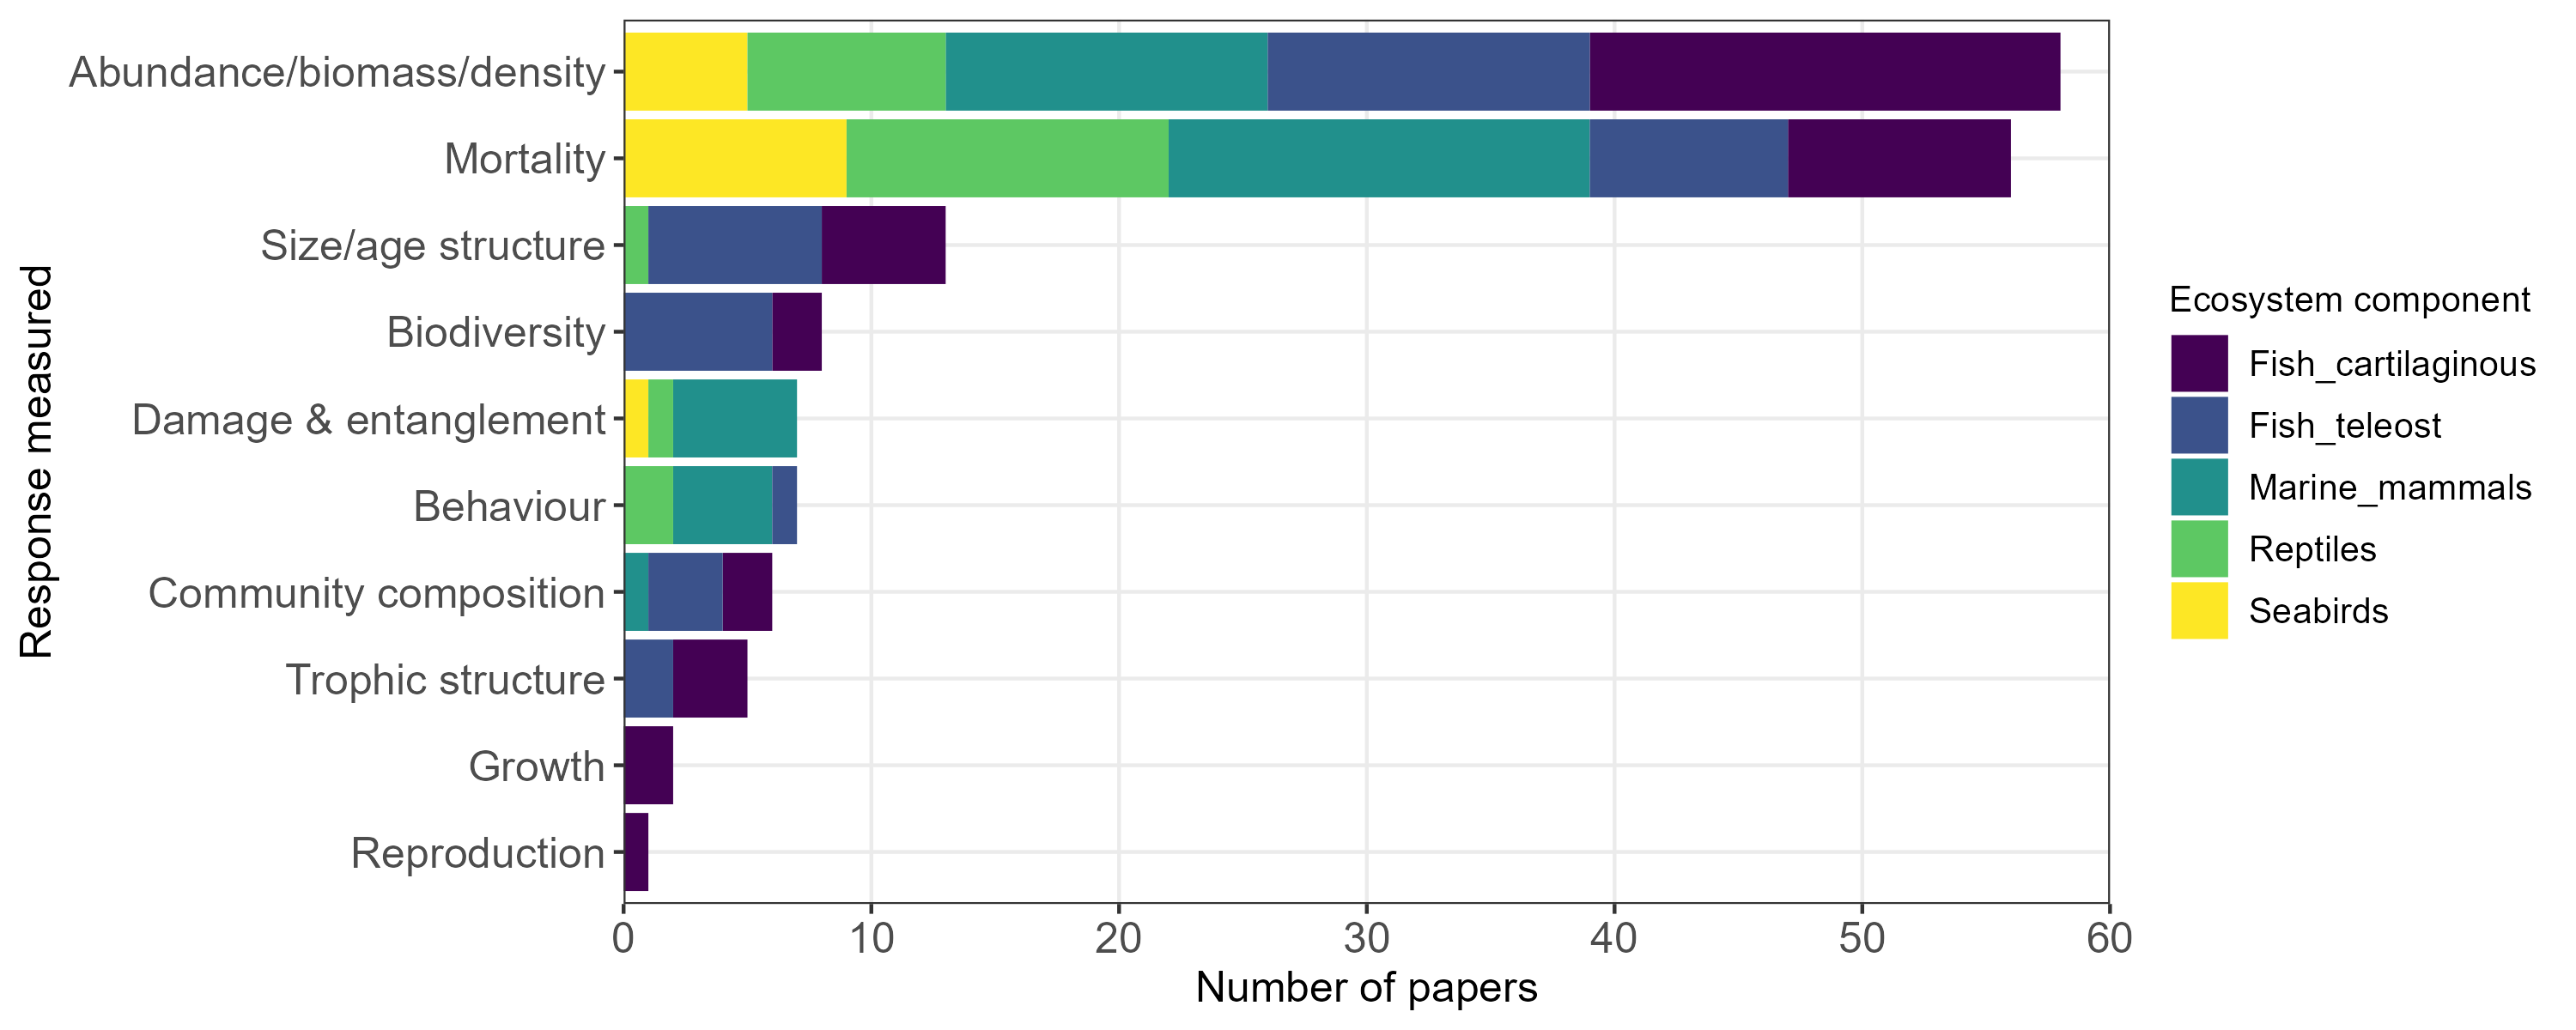 Response measured
Abundance/biomass/density
Mortality
Size/age structure
Biodiversity
Damage & entanglement
Behaviour
Community composition
Trophic structure
Growth
Reproduction
0 10 20 30 40 50 60
Number of papers
Ecosystem component
Fish_cartilaginous
Fish_teleost
Marine_mammals
Reptiles
Seabirds